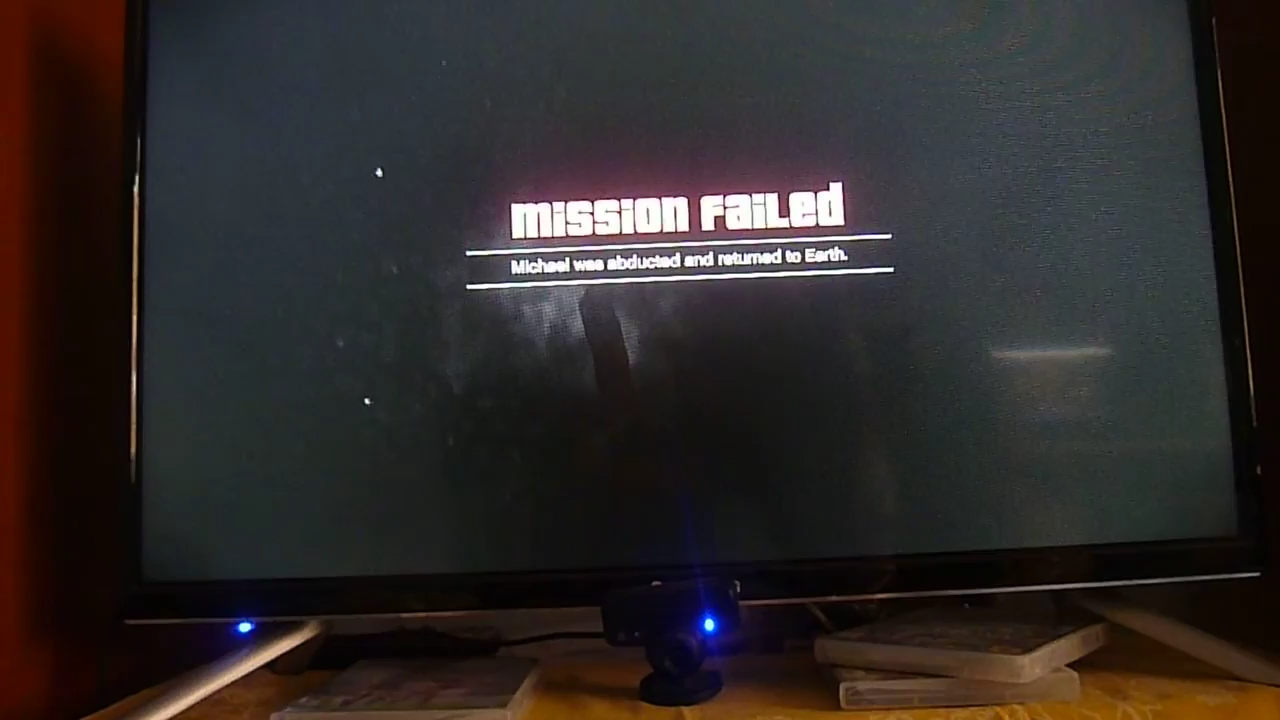 mission failed
Michael was abducted and returned to Earth.